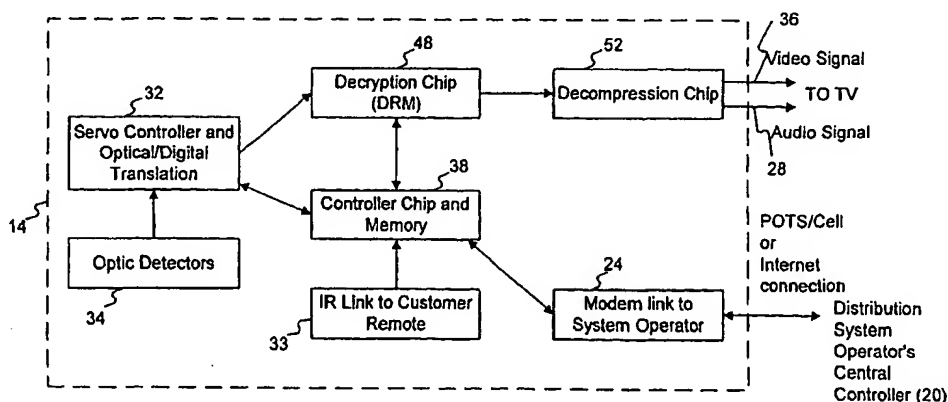 36
48
52
Video Signal
32
Decryption Chip
(DRM)
Decompression Chip
TO TV
Servo Controller and
Optical/Digital
Translation
Audio Signal
38
28
Controller Chip and
Memory
14
POTS/Cell
or
Internet
connection
Optic Detectors
24
34
IR Link to Customer
Remote
33
Modem link to
System Operator
Distribution
System
Operator's
Central
Controller (20)